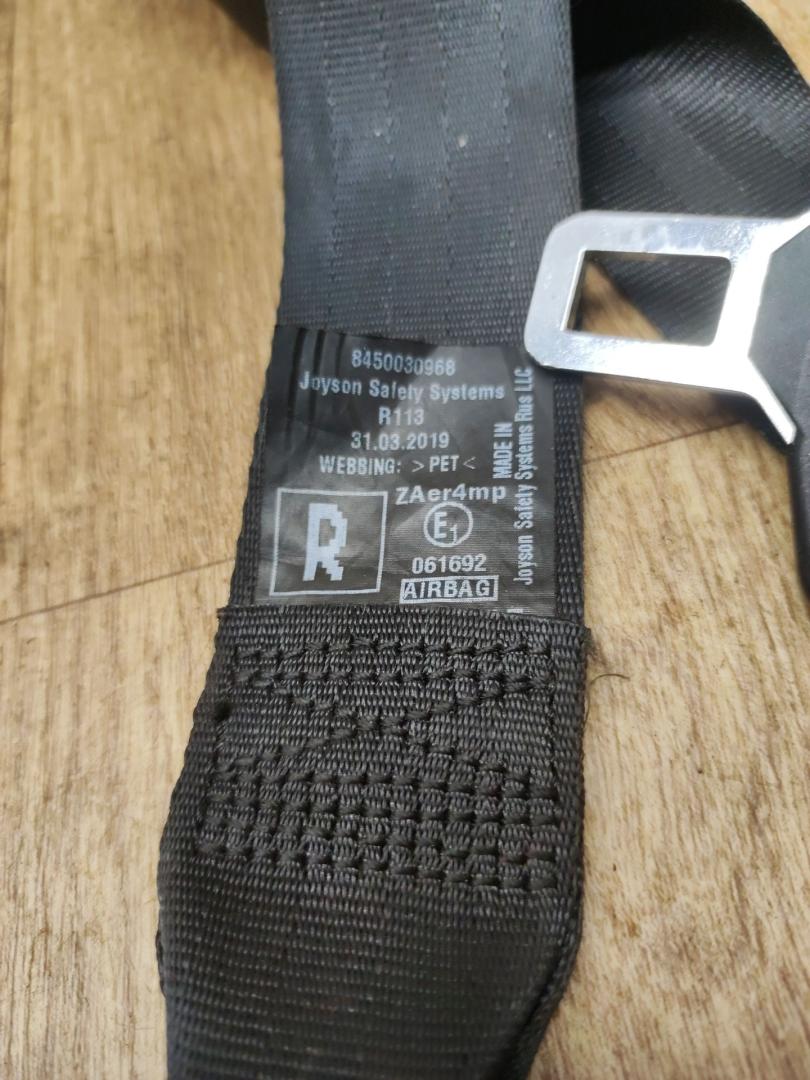 8450030968
Joyson Safety Systems
R113
31.03.2019
WEBBING: >PET<
ZAer4mp
R
E1
061692
AIRBAG
MADE IN
Joyson Safety Systems Rus LLC